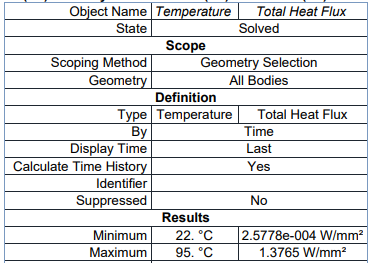 Object Name Temperature Total Heat Flux
State Solved
Scope
Scoping Method Geometry Selection
Geometry All Bodies
Definition
Type Temperature Total Heat Flux
By Time
Display Time Last
Calculate Time History Yes
Identifier
Suppressed No
Results
Minimum 22. °C 2.5778e-004 W/mm²
Maximum 95. °C 1.3765 W/mm²